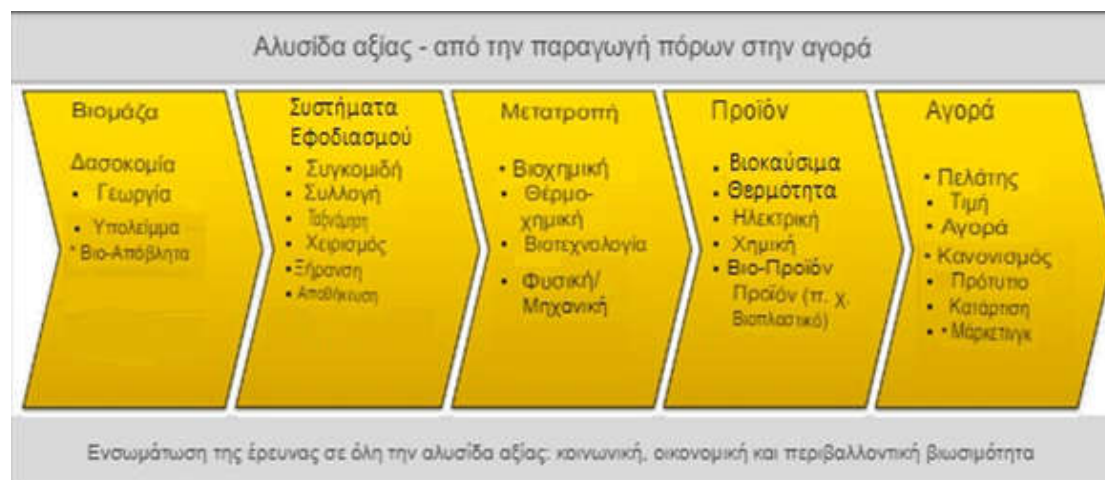 Αλυσίδα αξίας - από την παραγωγή πόρων στην αγορά
Βιομάζα
Δασοκομία
• Γεωργία
• Υπολείμμα
• Βιο-Απόβλητα
Συστήματα
Εφοδιασμού
• Συγκομιδή
• Συλλογή
• Ταξινόμηση
• Χειρισμός
• Ξήρανση
• Αποθήκευση
Μετατροπή
• Βιοχημική
• Θέρμο-
χημική
• Βιοτεχνολογία
• Φυσική/
Μηχανική
Προϊόν
• Βιοκαύσιμα
• Θερμότητα
• Ηλεκτρική
• Χημική
• Βιο-Προϊόν
Προϊόν (π. χ.
Βιοπλαστικό)
Αγορά
• Πελάτης
• Τιμή
• Αγορά
• Κανονισμός
• Πρότυπο
• Κατάρτιση
• • Μάρκετινγκ
Ενσωμάτωση της έρευνας σε όλη την αλυσίδα αξίας: κοινωνική, οικονομική και περιβαλλοντική βιωσιμότητα